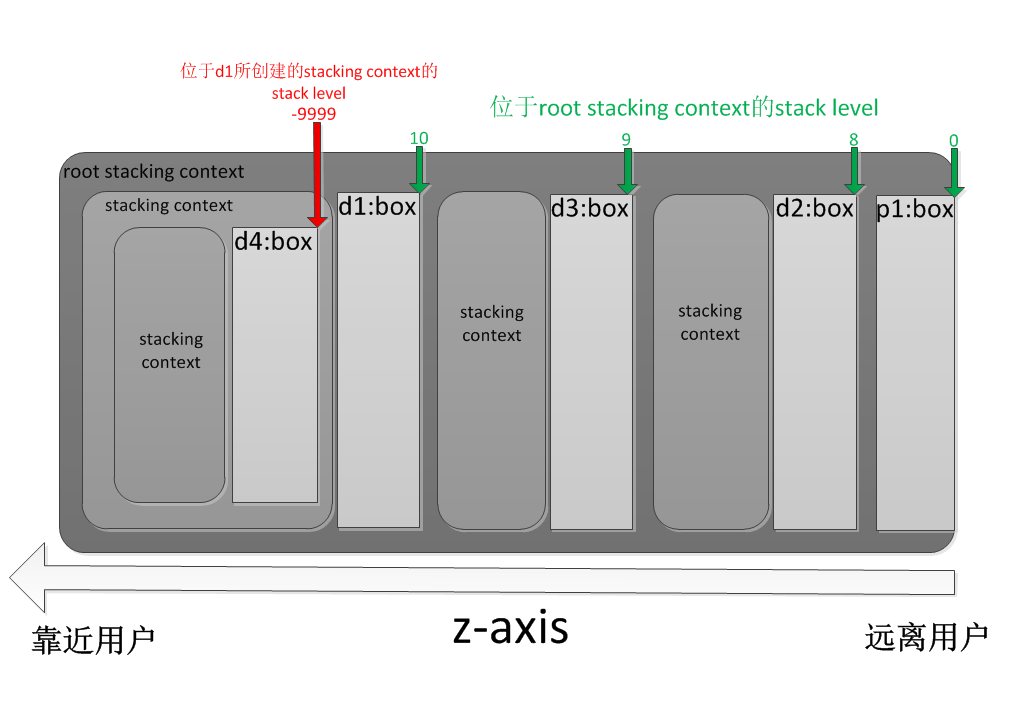 位于d1所创建的stacking context的
stack level
-9999
位于root stacking context的stack level
10
9
8
0
root stacking context
stacking context
d1:box
d3:box
d2:box
p1:box
d4:box
stacking
context
stacking
context
stacking
context
z-axis
靠近用户
远离用户